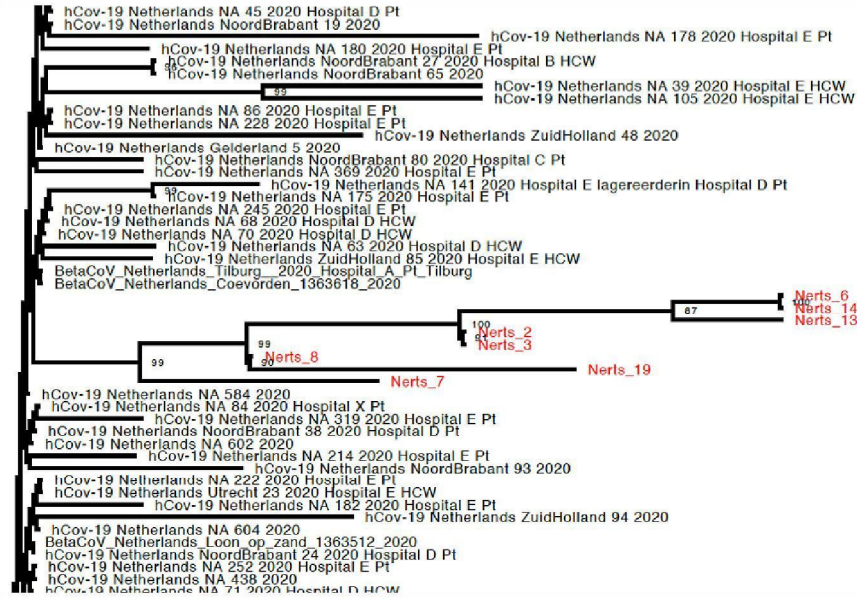 hCov-19 Netherlands NA 45 2020 Hospital D Pt
hCov-19 Netherlands NoordBrabant 19 2020
hCov-19 Netherlands NA 178 2020 Hospital E Pt
hCov-19 Netherlands NA 180 2020 Hospital E Pt
hCov-19 Netherlands NoordBrabant 27 2020 Hospital B HCW
96
hCov-19 Netherlands NoordBrabant 65 2020
hCov-19 Netherlands NA 39 2020 Hospital E HCW
99
hCov-19 Netherlands NA 105 2020 Hospital E HCW
hCov-19 Netherlands NA 86 2020 Hospital E Pt
hCov-19 Netherlands NA 228 2020 Hospital E Pt
hCov-19 Netherlands ZuidHolland 48 2020
hCov-19 Netherlands Gelderland 5 2020
hCov-19 Netherlands NoordBrabant 80 2020 Hospital C Pt
hCov-19 Netherlands NA 369 2020 Hospital E Pt
hCov-19 Netherlands NA 141 2020 Hospital E lagereerderin Hospital D Pt
99
hCov-19 Netherlands NA 175 2020 Hospital E Pt
hCov-19 Netherlands NA 245 2020 Hospital E Pt
hCov-19 Netherlands NA 68 2020 Hospital D HCW
hCov-19 Netherlands NA 70 2020 Hospital D HCW
hCov-19 Netherlands NA 63 2020 Hospital D HCW
hCov-19 Netherlands ZuidHolland 85 2020 Hospital E HCW
BetaCoV_Netherlands_Tilburg__2020_Hospital_A_Pt_Tilburg
BetaCoV_Netherlands_Coevorden_1363618_2020
Nerts_6
100
Nerts_14
87
Nerts_13
100
Nerts_2
91
Nerts_3
99
Nerts_8
90
99
Nerts_19
Nerts_7
hCov-19 Netherlands NA 584 2020
hCov-19 Netherlands NA 84 2020 Hospital X Pt
hCov-19 Netherlands NA 319 2020 Hospital E Pt
hCov-19 Netherlands NoordBrabant 38 2020 Hospital D Pt
hCov-19 Netherlands NA 602 2020
hCov-19 Netherlands NA 214 2020 Hospital E Pt
hCov-19 Netherlands NoordBrabant 93 2020
hCov-19 Netherlands NA 222 2020 Hospital E Pt
hCov-19 Netherlands Utrecht 23 2020 Hospital E HCW
hCov-19 Netherlands NA 182 2020 Hospital E Pt
hCov-19 Netherlands ZuidHolland 94 2020
hCov-19 Netherlands NA 604 2020
BetaCoV_Netherlands_Loon_op_zand_1363512_2020
hCov-19 Netherlands NoordBrabant 24 2020 Hospital D Pt
hCov-19 Netherlands NA 252 2020 Hospital E Pt
hCov-19 Netherlands NA 438 2020
hCov-19 Netherlands NA 71 2020 Hospital D HCW